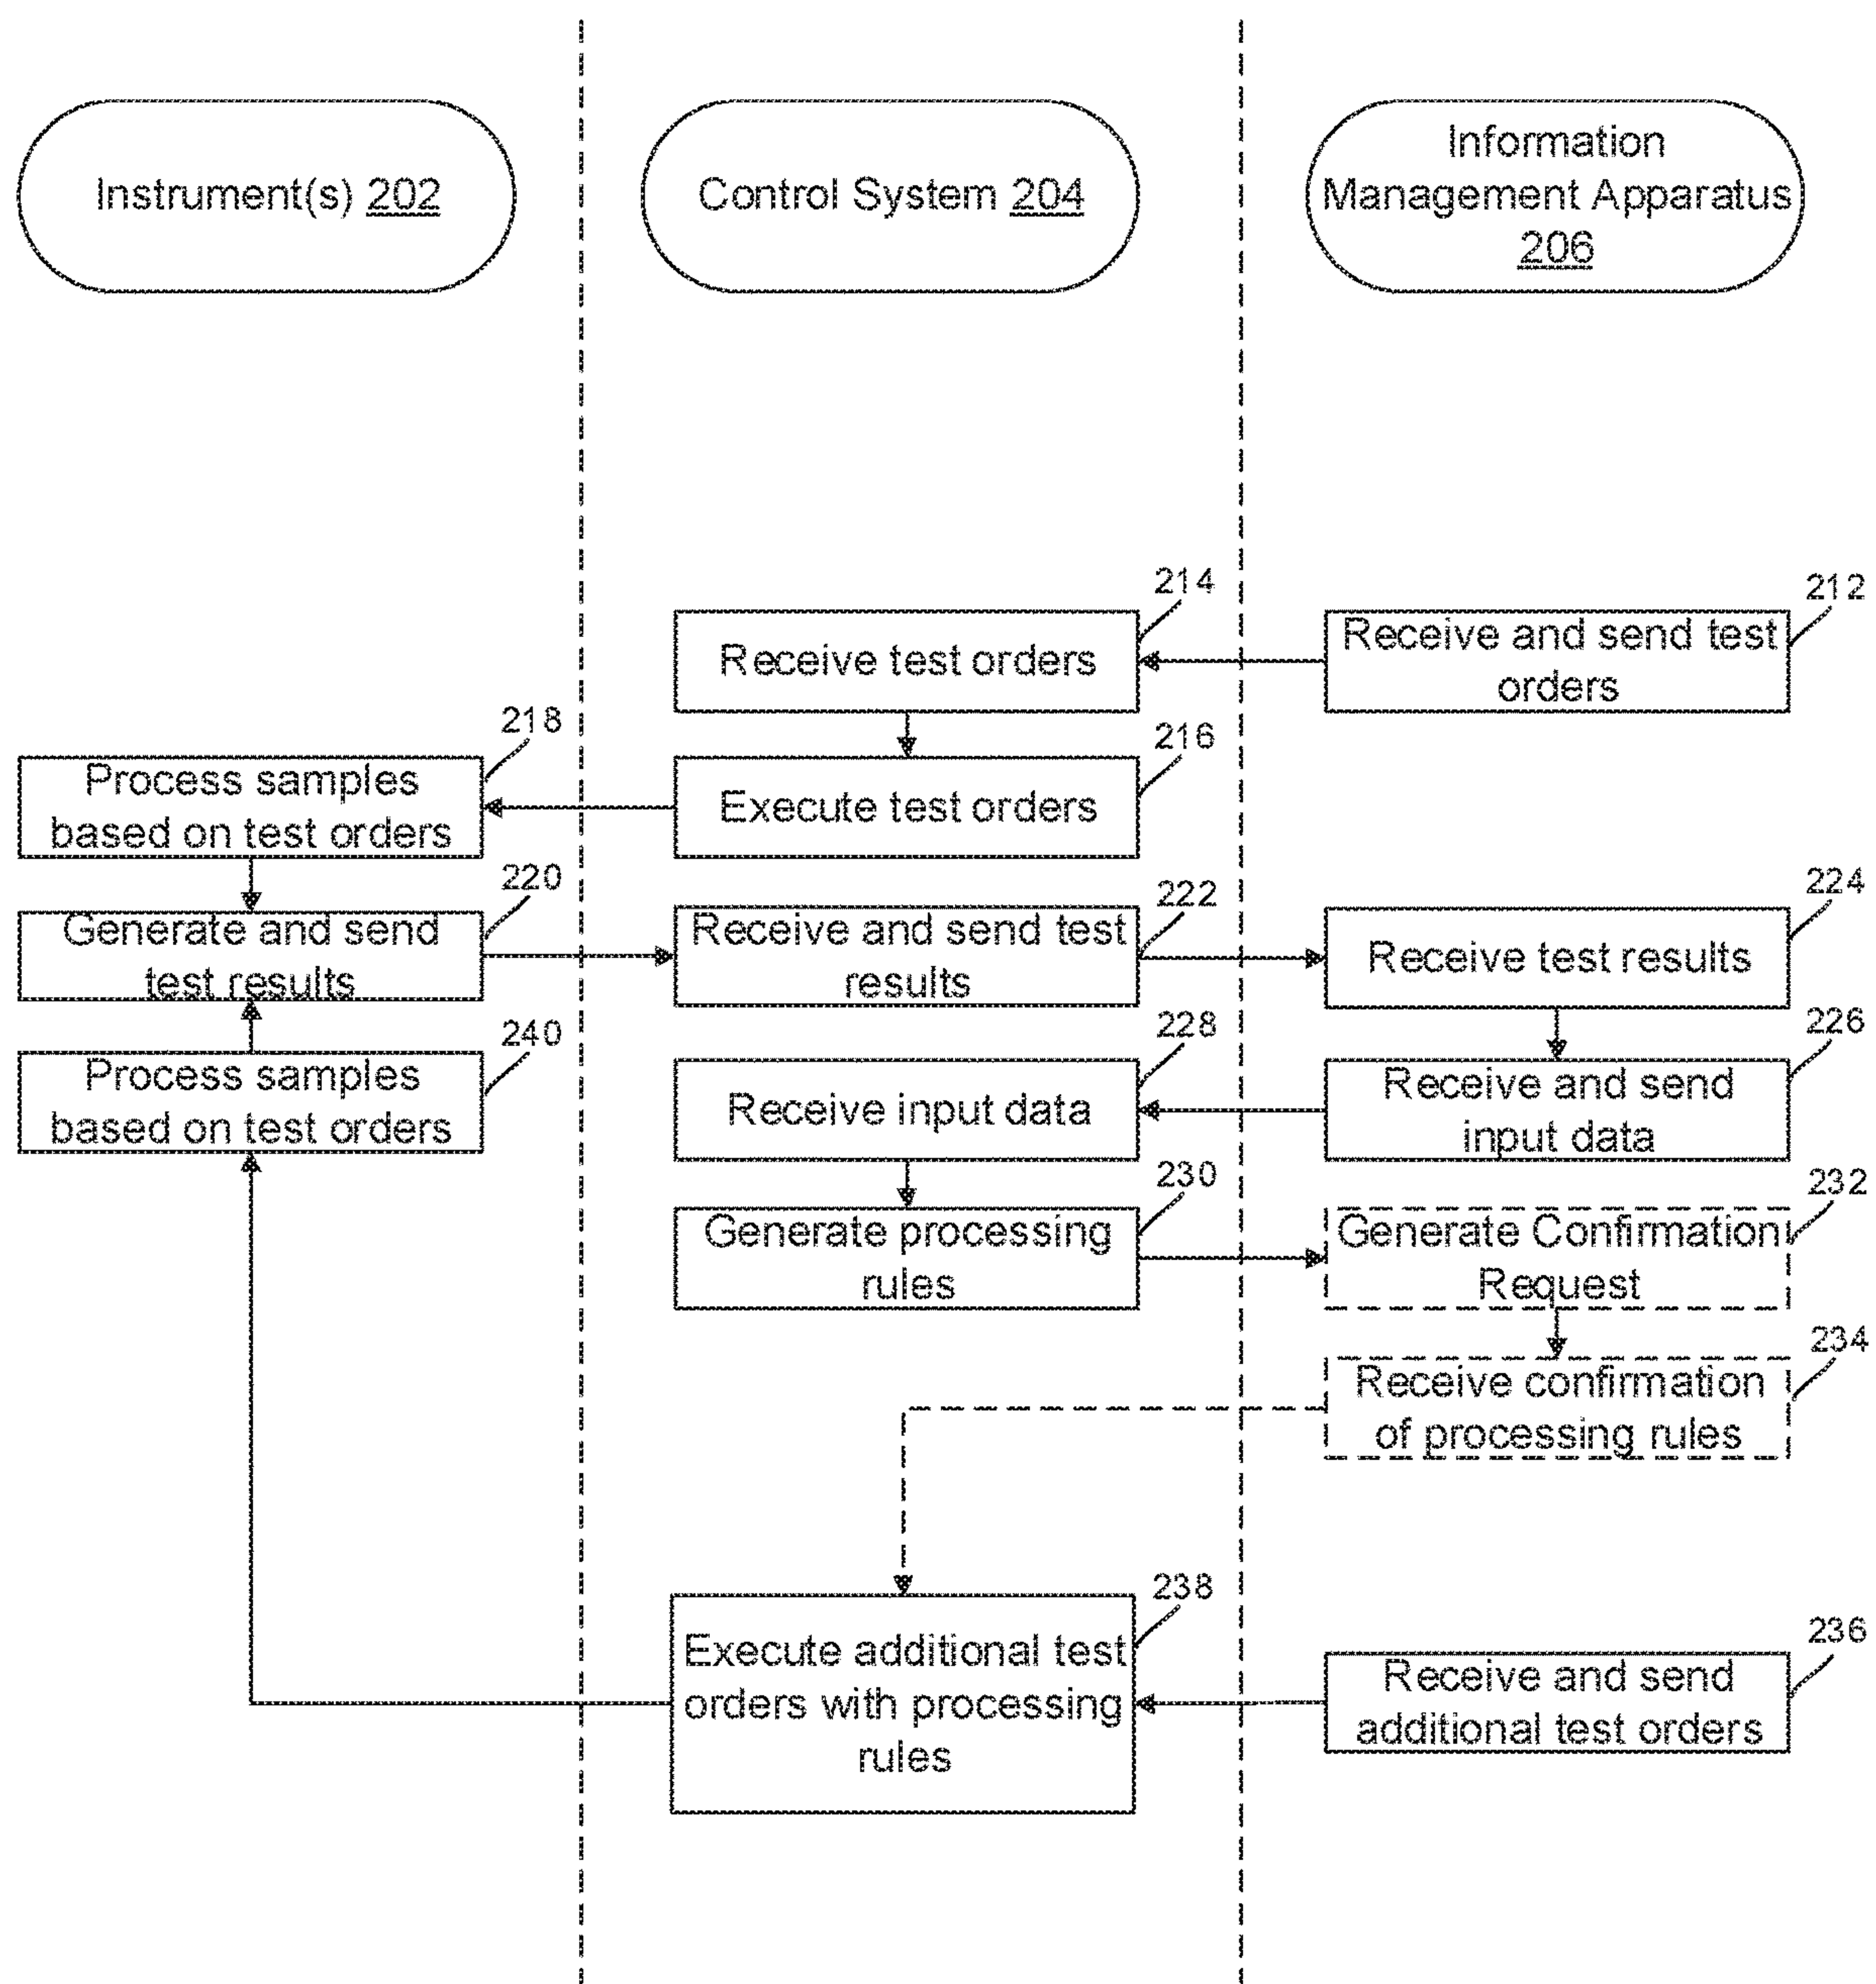 Instrument(s) 202
Control System 204
Information
Management Apparatus
206
214
212
Receive test orders
Receive and send test
orders
218
216
Process samples
based on test orders
Execute test orders
220
222
224
Generate and send
test results
Receive and send test
results
Receive test results
240
228
226
Process samples
based on test orders
Receive input data
Receive and send
input data
230
232
Generate processing
rules
Generate Confirmation
Request
234
Receive confirmation
of processing rules
238
236
Execute additional test
orders with processing
rules
Receive and send
additional test orders